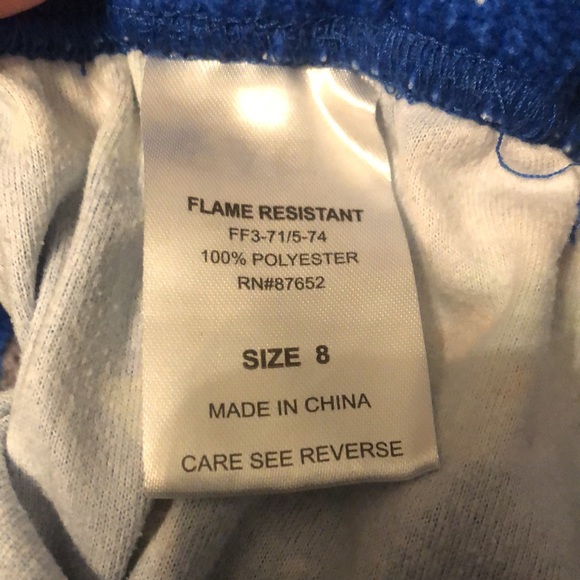 FLAME RESISTANT
FF3-71/5-74
100% POLYESTER
RN#87652
SIZE 8
MADE IN CHINA
CARE SEE REVERSE